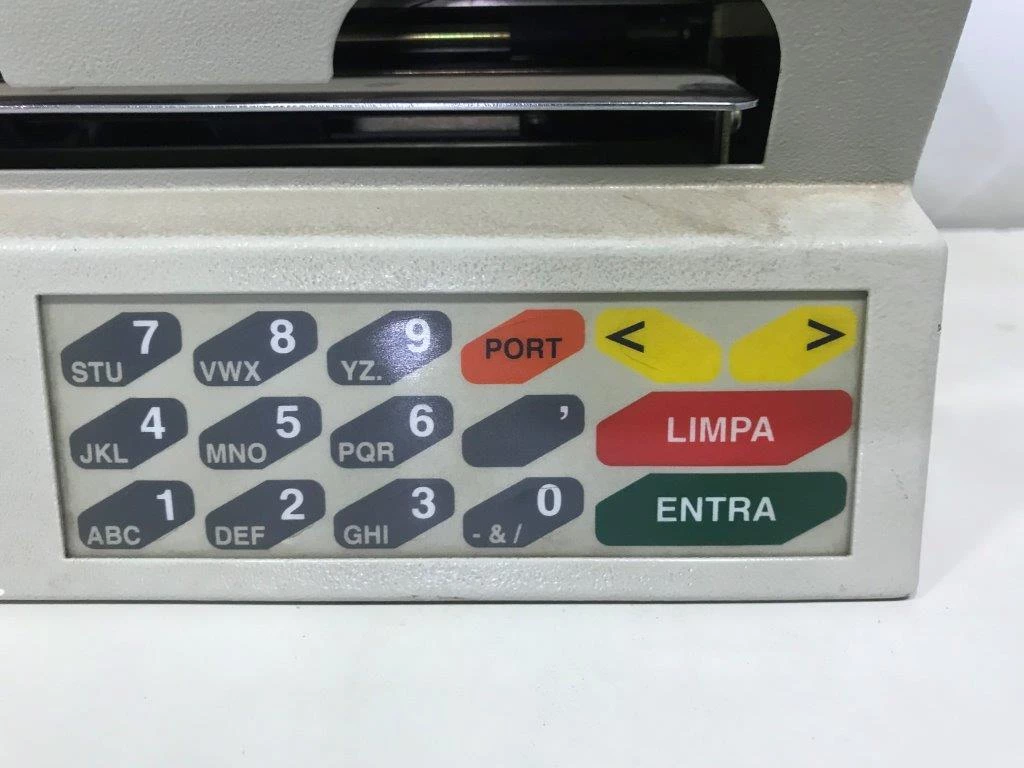 7 STU 8 VWX 9 YZ. PORT < >
4 JKL 5 MNO 6 PQR , LIMPA
1 ABC 2 DEF 3 GHI 0 - & / ENTRA